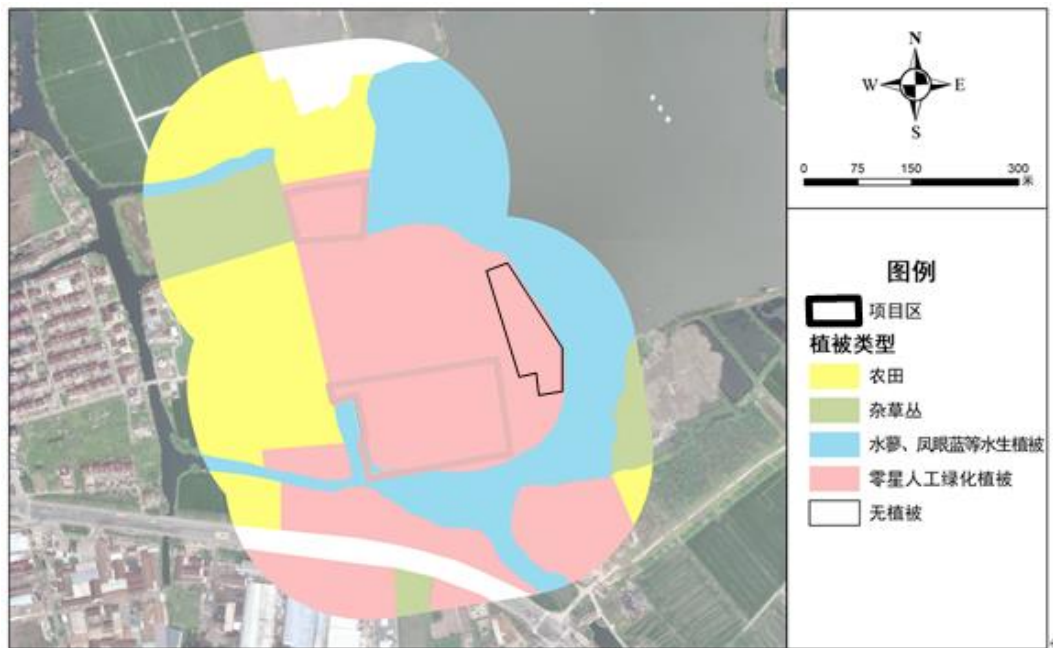 N
W E
S
0 75 150 300
米
图例
项目区
植被类型
农田
杂草丛
水蓼、凤眼蓝等水生植被
零星人工绿化植被
无植被